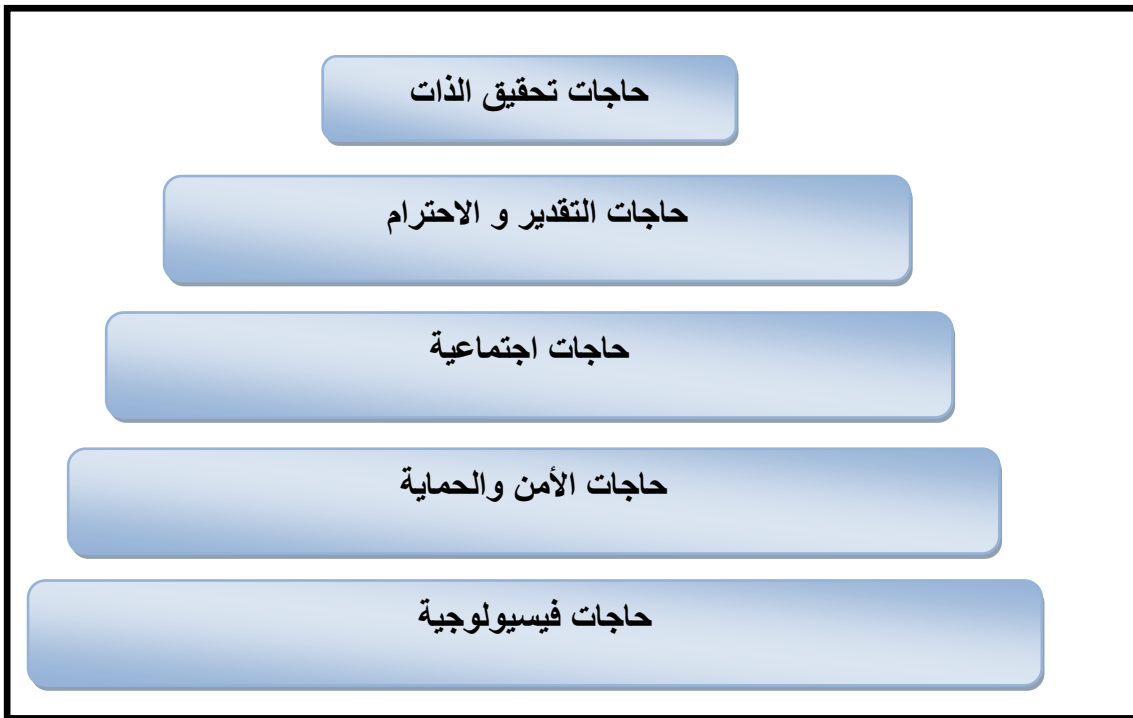 حاجات تحقيق الذات
حاجات التقدير و الاحترام
حاجات اجتماعية
حاجات الأمن والحماية
حاجات فيسيولوجية